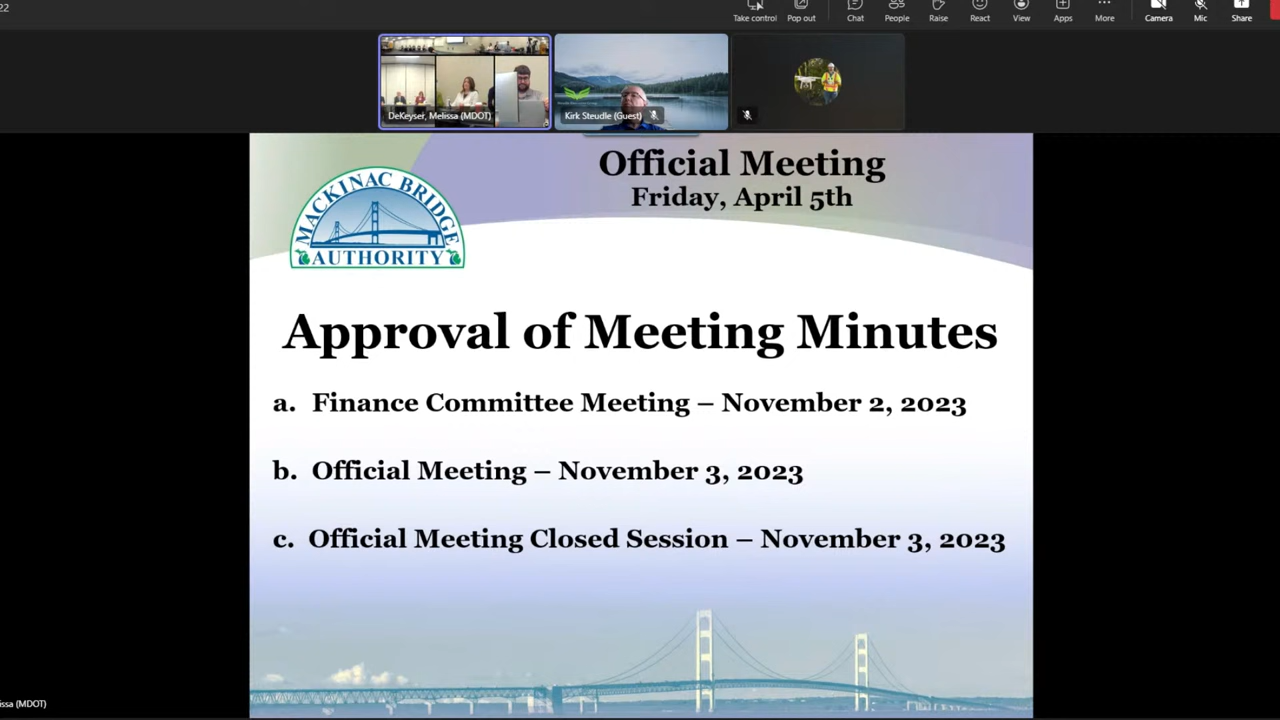 22
Take control
Pop out
Chat
People
Raise
React
View
Apps
More
Camera
Mic
Share
DeKeyser, Melissa (MDOT)
Kirk Steudle (Guest)
MACKINAC BRIDGE
AUTHORITY
Official Meeting
Friday, April 5th
Approval of Meeting Minutes
a. Finance Committee Meeting – November 2, 2023
b. Official Meeting – November 3, 2023
c. Official Meeting Closed Session – November 3, 2023
issa (MDOT)